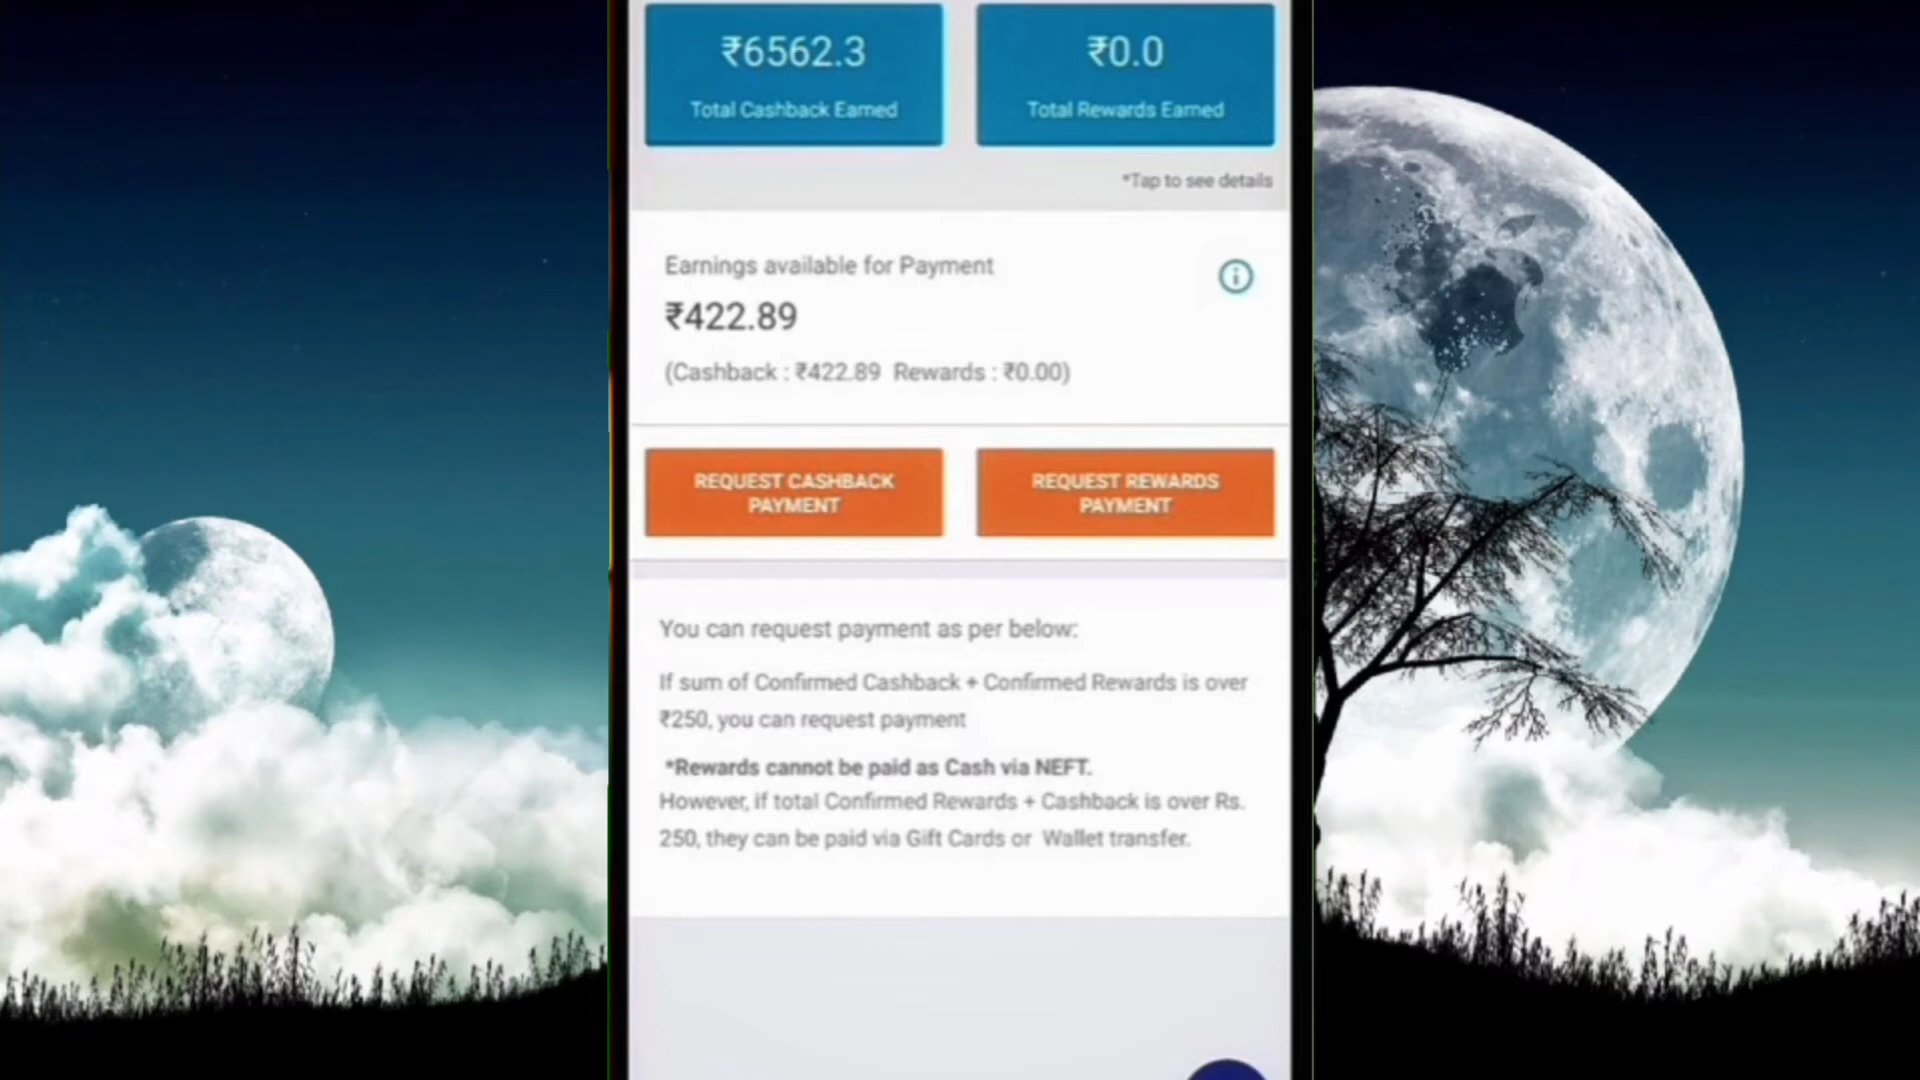 ₹6562.3
Total Cashback Earned
₹0.0
Total Rewards Earned
*Tap to see details
Earnings available for Payment
₹422.89
(Cashback : ₹422.89 Rewards : ₹0.00)
REQUEST CASHBACK
PAYMENT
REQUEST REWARDS
PAYMENT
You can request payment as per below:
If sum of Confirmed Cashback + Confirmed Rewards is over
₹250, you can request payment
*Rewards cannot be paid as Cash via NEFT.
However, if total Confirmed Rewards + Cashback is over Rs.
250, they can be paid via Gift Cards or Wallet transfer.